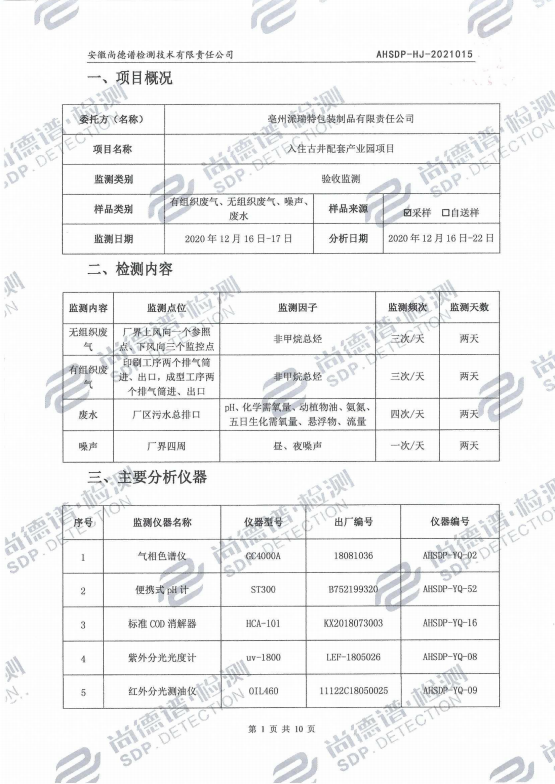 安徽尚德谱检测技术有限责任公司 AHSDP-HJ-2021015
一、项目概况
委托方（名称） 亳州派瑞特包装制品有限责任公司
项目名称 入住古井配套产业园项目
监测类别 验收监测
样品类别 有组织废气、无组织废气、噪声、
废水 样品来源 ☑采样 □自送样
监测日期 2020 年 12 月 16 日-17 日 分析日期 2020 年 12 月 16 日-22 日
二、检测内容
监测内容 监测点位 监测因子 监测频次 监测天数
无组织废
气 厂界上风向一个参照
点、下风向三个监控点 非甲烷总烃 三次/天 两天
有组织废
气 印刷工序两个排气筒
进、出口，成型工序两
个排气筒进、出口 非甲烷总烃 三次/天 两天
废水 厂区污水总排口 pH、化学需氧量、动植物油、氨氮、
五日生化需氧量、悬浮物、流量 四次/天 两天
噪声 厂界四周 昼、夜噪声 一次/天 两天
三、主要分析仪器
序号 监测仪器名称 仪器型号 出厂编号 仪器编号
1 气相色谱仪 GC4000A 18081036 AHSDP-YQ-02
2 便携式 pH 计 ST300 B752199320 AHSDP-YQ-52
3 标准 COD 消解器 HCA-101 KX2018073003 AHSDP-YQ-16
4 紫外分光光度计 uv-1800 LEF-1805026 AHSDP-YQ-08
5 红外分光测油仪 OIL460 11122C18050025 AHSDP-YQ-09
第 1 页 共 10 页
尚德谱·检测
SDP.DETECTION